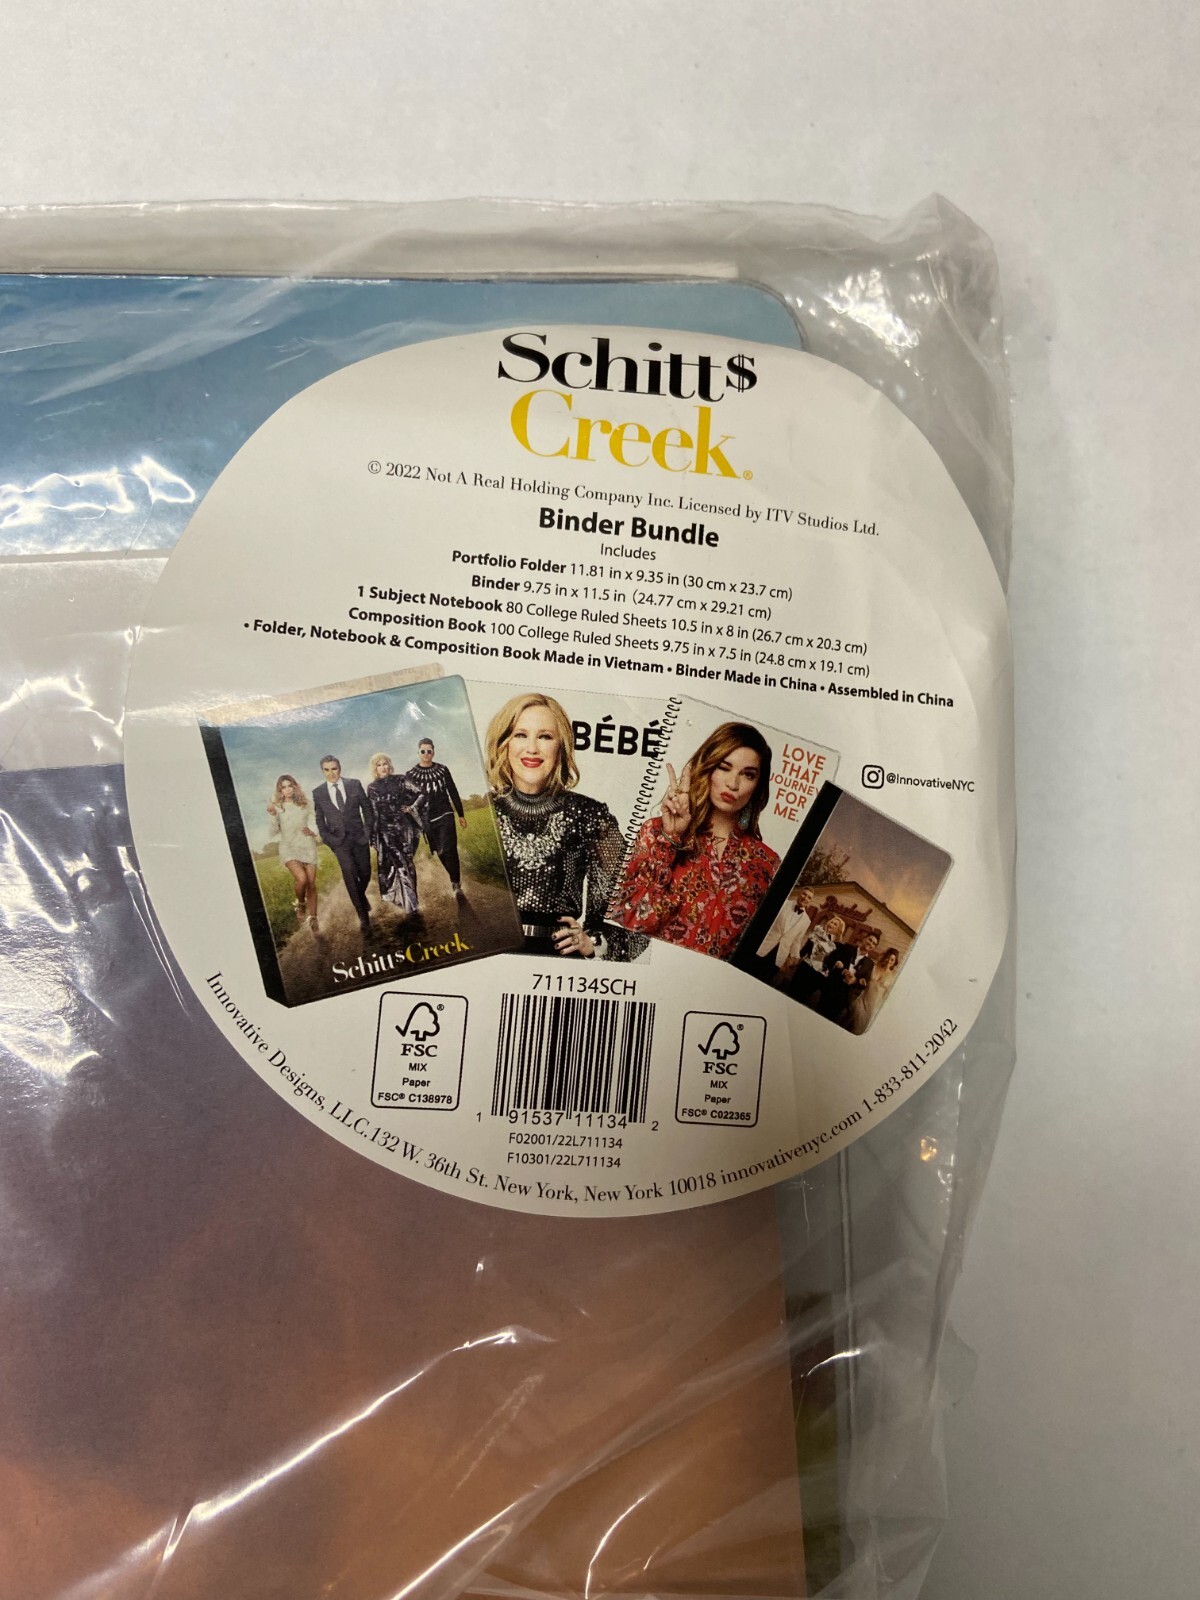 Schitt$
Creek®
© 2022 Not A Real Holding Company Inc. Licensed by ITV Studios Ltd.
Binder Bundle
Includes
Portfolio Folder 11.81 in x 9.35 in (30 cm x 23.7 cm)
Binder 9.75 in x 11.5 in (24.77 cm x 29.21 cm)
1 Subject Notebook 80 College Ruled Sheets 10.5 in x 8 in (26.7 cm x 20.3 cm)
Composition Book 100 College Ruled Sheets 9.75 in x 7.5 in (24.8 cm x 19.1 cm)
• Folder, Notebook & Composition Book Made in Vietnam • Binder Made in China • Assembled in China
BÉBÈ
LOVE
THAT
JOURNEY
FOR
ME.
@InnovativeNYC
Schitt$Creek.
711134SCH
FSC®
MIX
Paper
FSC® C138978
1 91537 11134 2
F02001/22L711134
F10301/22L711134
FSC®
MIX
Paper
FSC® C022365
Innovative Designs, LLC. 132 W. 36th St. New York, New York 10018 innovativenyc.com 1-833-811-2042